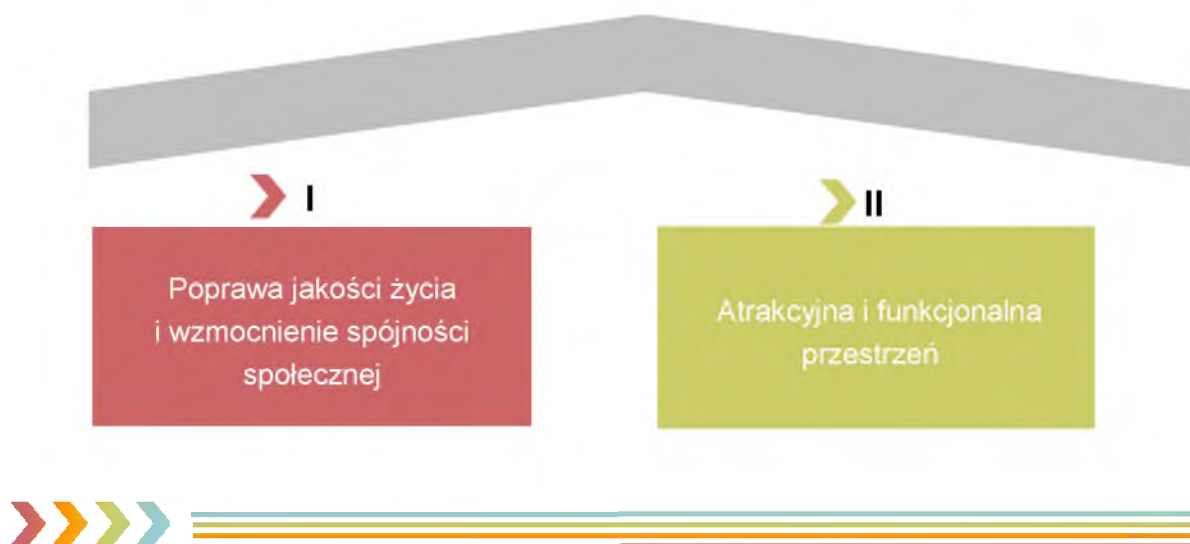 I
Poprawa jakości życia
i wzmocnienie spójności
społecznej
II
Atrakcyjna i funkcjonalna
przestrzeń